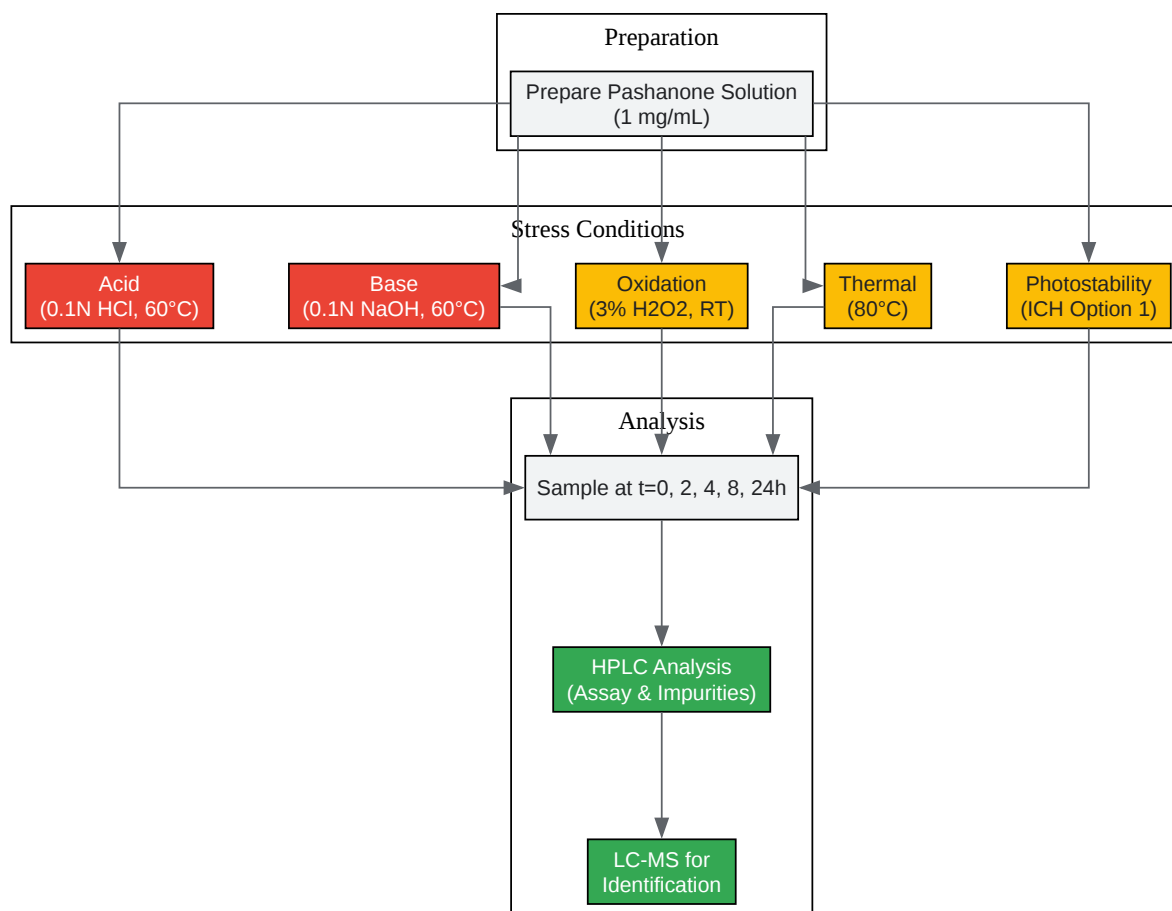 Preparation
Prepare Pashanone Solution
(1 mg/mL)
Stress Conditions
Acid
(0.1N HCl, 60°C)
Base
(0.1N NaOH, 60°C)
Oxidation
(3% H2O2, RT)
Thermal
(80°C)
Photostability
(ICH Option 1)
Analysis
Sample at t=0, 2, 4, 8, 24h
HPLC Analysis
(Assay & Impurities)
LC-MS for
Identification